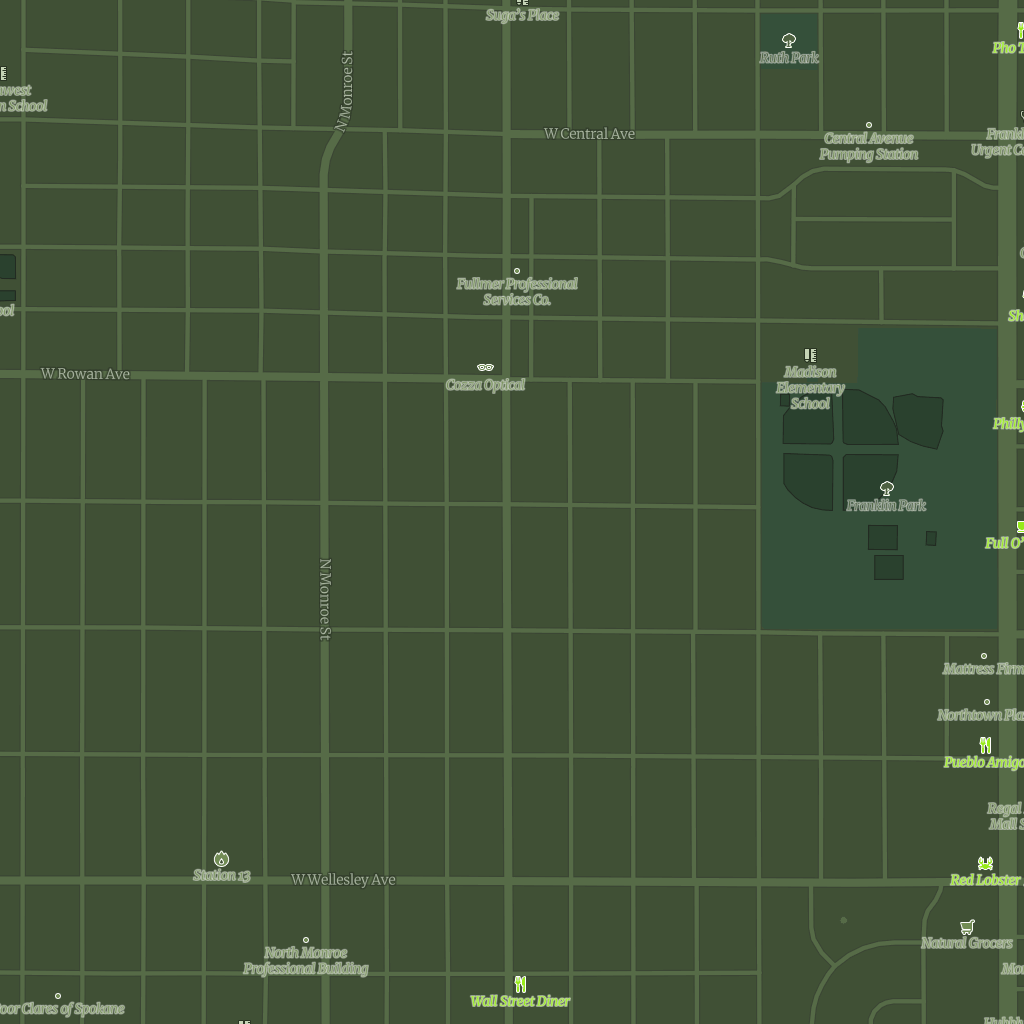 Suga's Place
Ruth Park
Pho T
west
n School
N Monroe St
W Central Ave
Central Avenue
Pumping Station
Frankl
Urgent C
Fullmer Professional
Services Co.
ool
Sh
W Rowan Ave
Cozza Optical
Madison
Elementary
School
Philly
Franklin Park
Full O'
N Monroe St
Mattress Firm
Northtown Pla
Pueblo Amigo
Regal
Mall S
Station 13
W Wellesley Ave
Red Lobster
Natural Grocers
North Monroe
Professional Building
Mo
Wall Street Diner
oor Clares of Spokane